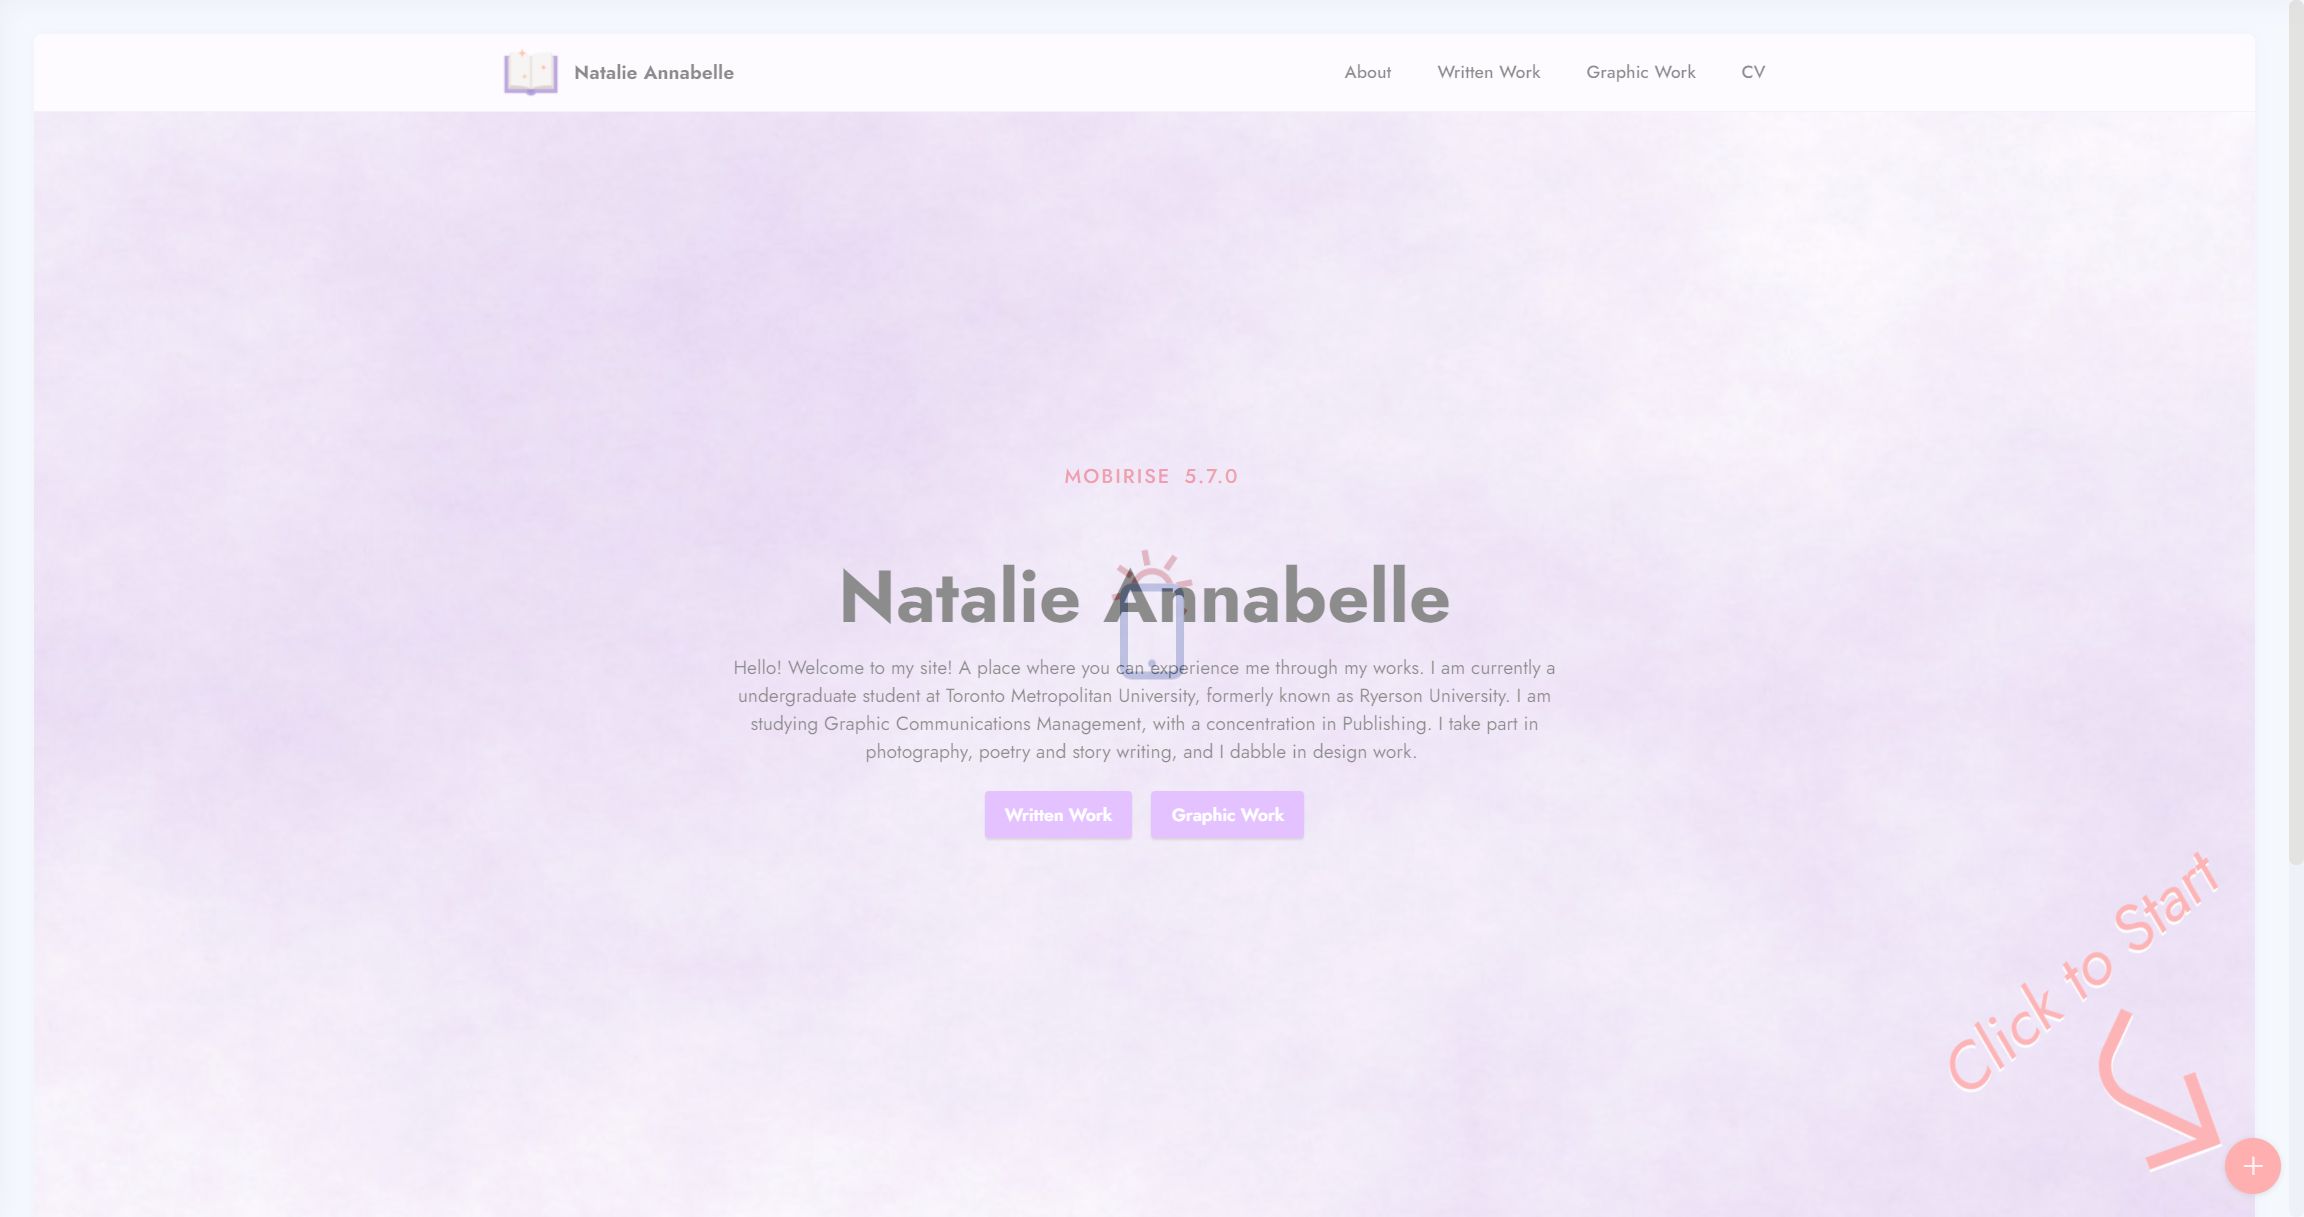 Natalie Annabelle
About
Written Work
Graphic Work
CV
MOBIRISE 5.7.0
Natalie Annabelle
Hello! Welcome to my site! A place where you can experience me through my works. I am currently a
undergraduate student at Toronto Metropolitan University, formerly known as Ryerson University. I am
studying Graphic Communications Management, with a concentration in Publishing. I take part in
photography, poetry and story writing, and I dabble in design work.
Written Work
Graphic Work
Click to Start